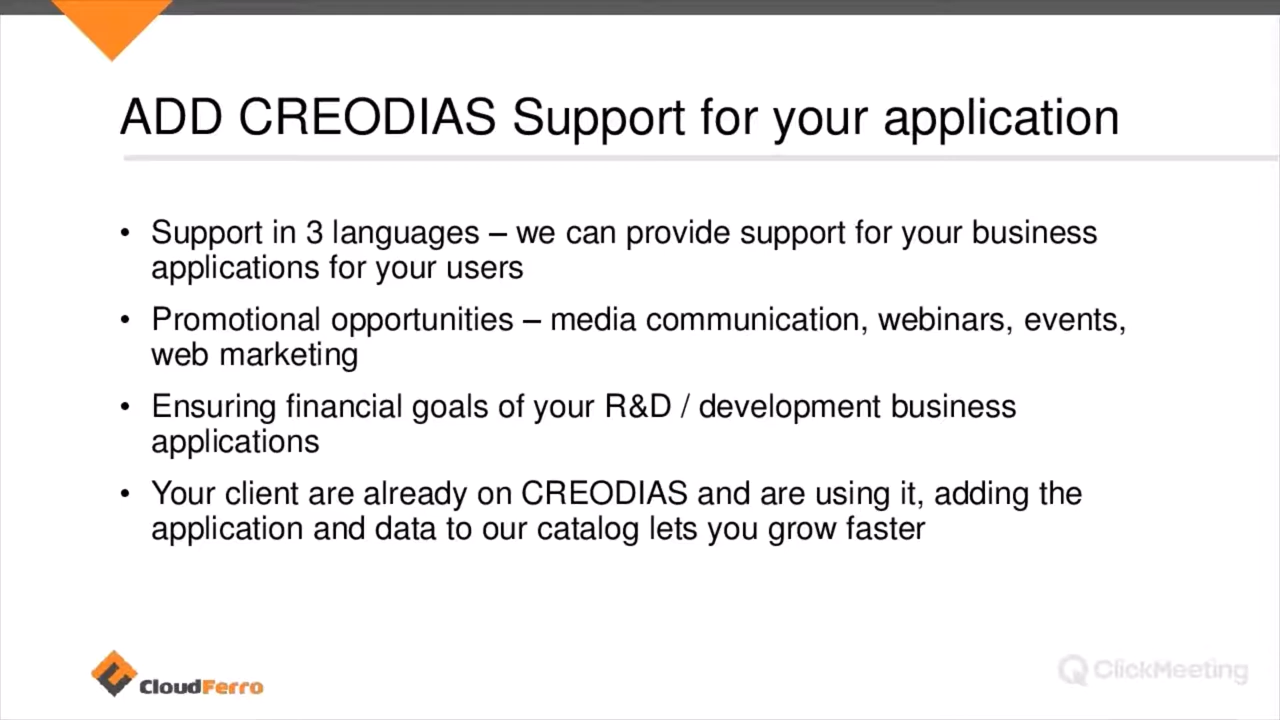 ADD CREODIAS Support for your application
• Support in 3 languages – we can provide support for your business
applications for your users
• Promotional opportunities – media communication, webinars, events,
web marketing
• Ensuring financial goals of your R&D / development business
applications
• Your client are already on CREODIAS and are using it, adding the
application and data to our catalog lets you grow faster
CloudFerro
ClickMeeting